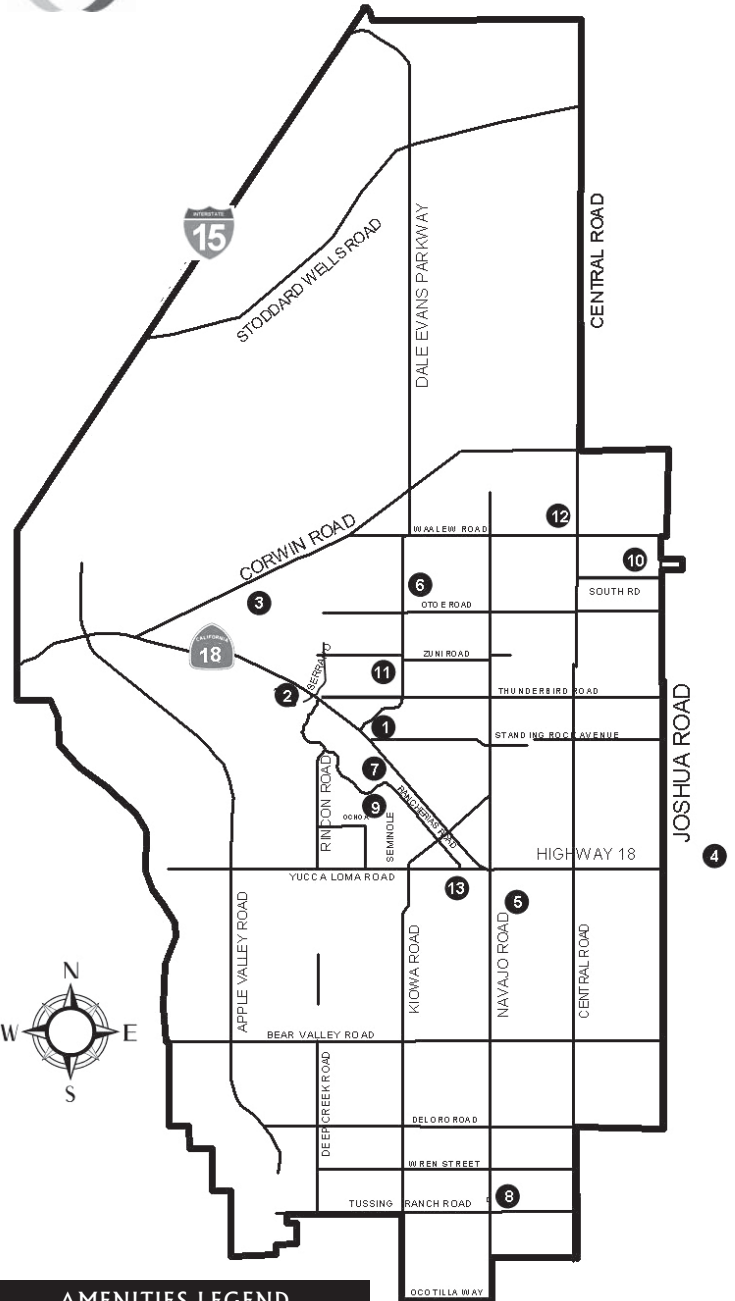 INTERSTATE
15
STODDARD WELLS ROAD
DALE EVANS PARKWAY
CENTRAL ROAD
12
WAALEW ROAD
CORWIN ROAD
10
6
SOUTH RD
3
OTOE ROAD
CALIFORNIA
18
ZUNI ROAD
SERRANO
11
2
THUNDERBIRD ROAD
1
STANDING ROCK AVENUE
JOSHUA ROAD
7
RANCHERIAS ROAD
RINCON ROAD
9
OCHOA
SEMINOLE
HIGHWAY 18
4
YUCCA LOMA ROAD
13
5
APPLE VALLEY ROAD
KIOWA ROAD
NAVAJO ROAD
CENTRAL ROAD
N
W E
S
BEAR VALLEY ROAD
DEEP CREEK ROAD
DEL ORO ROAD
WREN STREET
8
TUSSING RANCH ROAD
OCOTILLA WAY
AMENITIES LEGEND